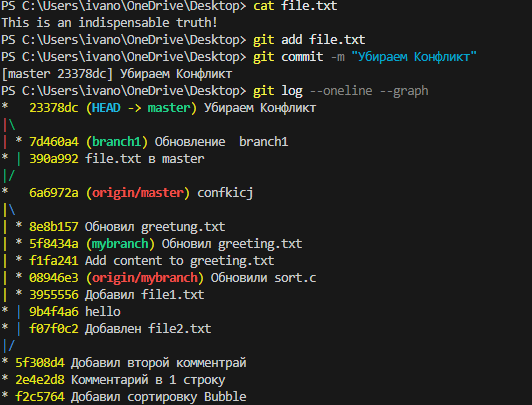 PS C:\Users\ivano\OneDrive\Desktop> cat file.txt
This is an indispensable truth!
PS C:\Users\ivano\OneDrive\Desktop> git add file.txt
PS C:\Users\ivano\OneDrive\Desktop> git commit -m "Убираем Конфликт"
[master 23378dc] Убираем Конфликт
PS C:\Users\ivano\OneDrive\Desktop> git log --oneline --graph
*   23378dc (HEAD -> master) Убираем Конфликт
|\
| * 7d460a4 (branch1) Обновление  branch1
* | 390a992 file.txt в master
|/
*   6a6972a (origin/master) confkicj
|\
| * 8e8b157 Обновил greetung.txt
| * 5f8434a (mybranch) Обновил greeting.txt
| * f1fa241 Add content to greeting.txt
| * 08946e3 (origin/mybranch) Обновили sort.c
| * 3955556 Добавил file1.txt
* | 9b4f4a6 hello
* | f07f0c2 Добавлен file2.txt
|/
* 5f308d4 Добавил второй комментрай
* 2e4e2d8 Комментарий в 1 строку
* f2c5764 Добавил сортировку Bubble